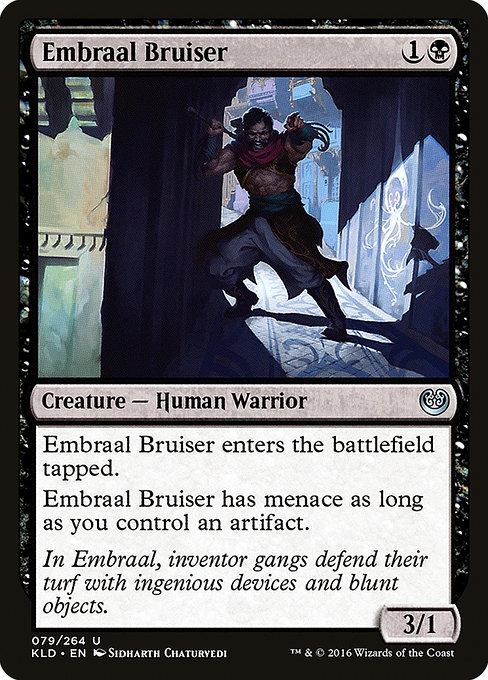 Embraal Bruiser 1
Creature — Human Warrior
Embraal Bruiser enters the battlefield
tapped.
Embraal Bruiser has menace as long
as you control an artifact.
In Embraal, inventor gangs defend their
turf with ingenious devices and blunt
objects.
3/1
079/264 U
KLD • EN Sidharth Chaturvedi
™ & © 2016 Wizards of the Coast